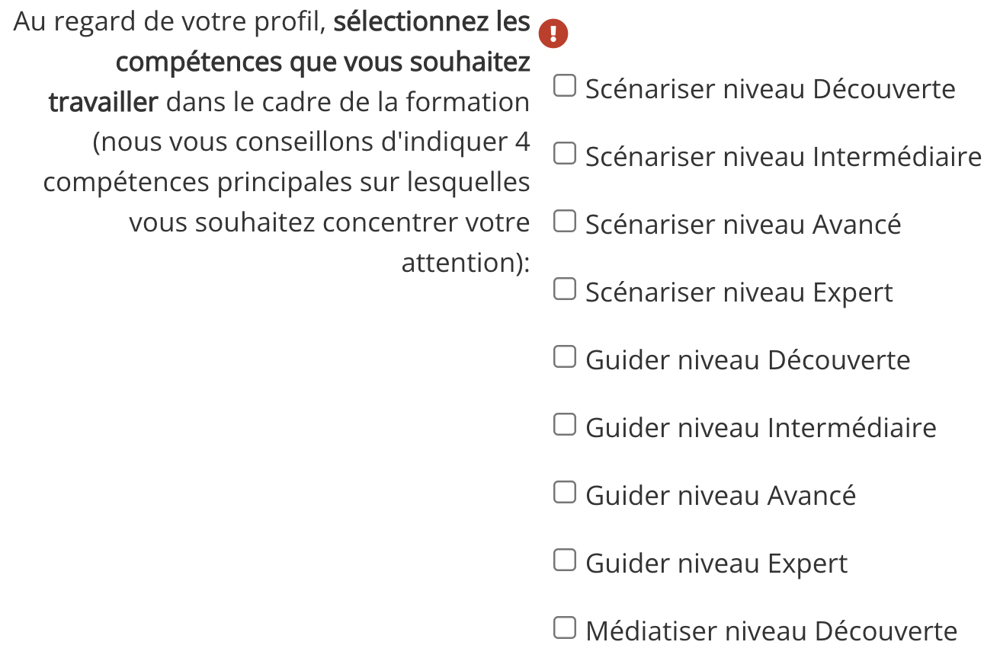 Au regard de votre profil, sélectionnez les
compétences que vous souhaitez
travailler dans le cadre de la formation
(nous vous conseillons d'indiquer 4
compétences principales sur lesquelles
vous souhaitez concentrer votre
attention):
Scénariser niveau Découverte
Scénariser niveau Intermédiaire
Scénariser niveau Avancé
Scénariser niveau Expert
Guider niveau Découverte
Guider niveau Intermédiaire
Guider niveau Avancé
Guider niveau Expert
Médiatiser niveau Découverte